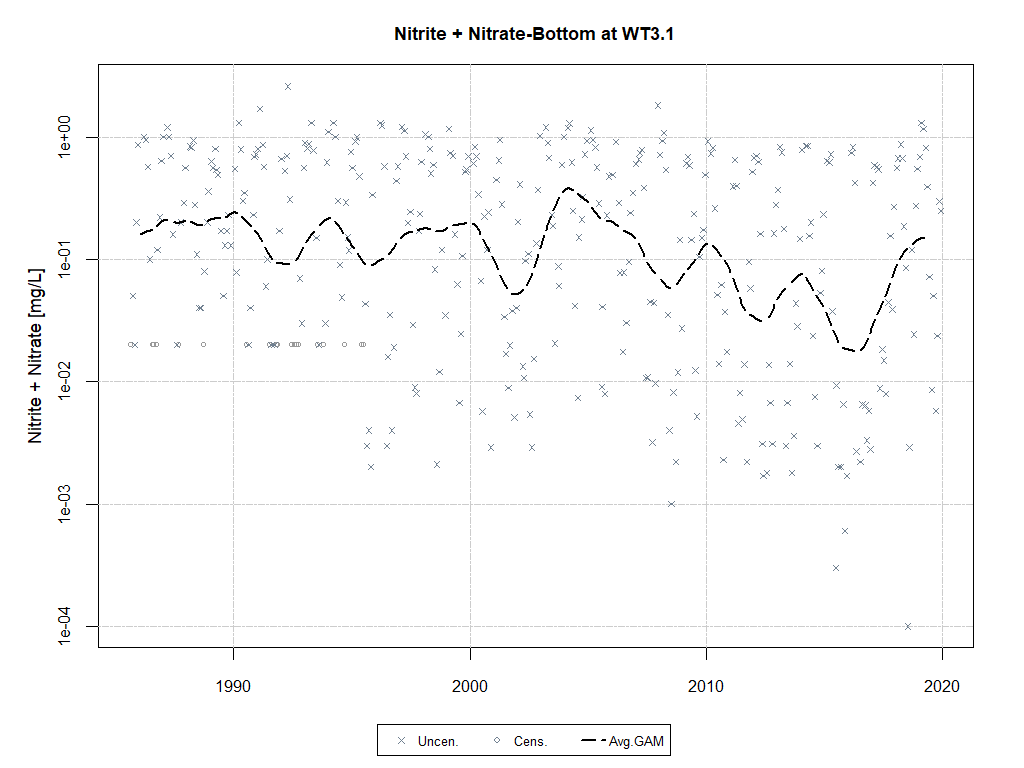 Nitrite + Nitrate-Bottom at WT3.1
Nitrite + Nitrate [mg/L]
1e+00
1e-01
1e-02
1e-03
1e-04
1990
2000
2010
2020
Uncen.
Cens.
Avg.GAM